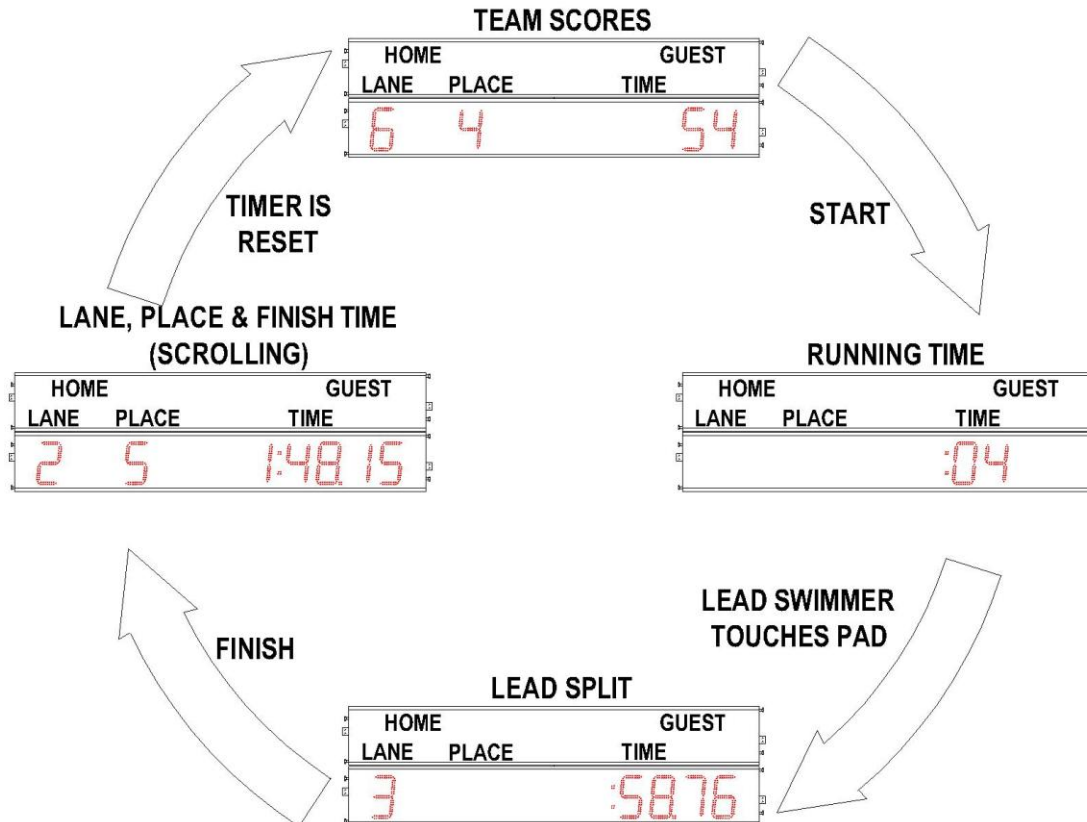 TEAM SCORES
HOME GUEST
LANE PLACE TIME
6 4 54
START
RUNNING TIME
HOME GUEST
LANE PLACE TIME
:04
LEAD SWIMMER
TOUCHES PAD
LEAD SPLIT
HOME GUEST
LANE PLACE TIME
3 :58.76
FINISH
LANE, PLACE & FINISH TIME
(SCROLLING)
HOME GUEST
LANE PLACE TIME
2 5 1:48.15
TIMER IS
RESET